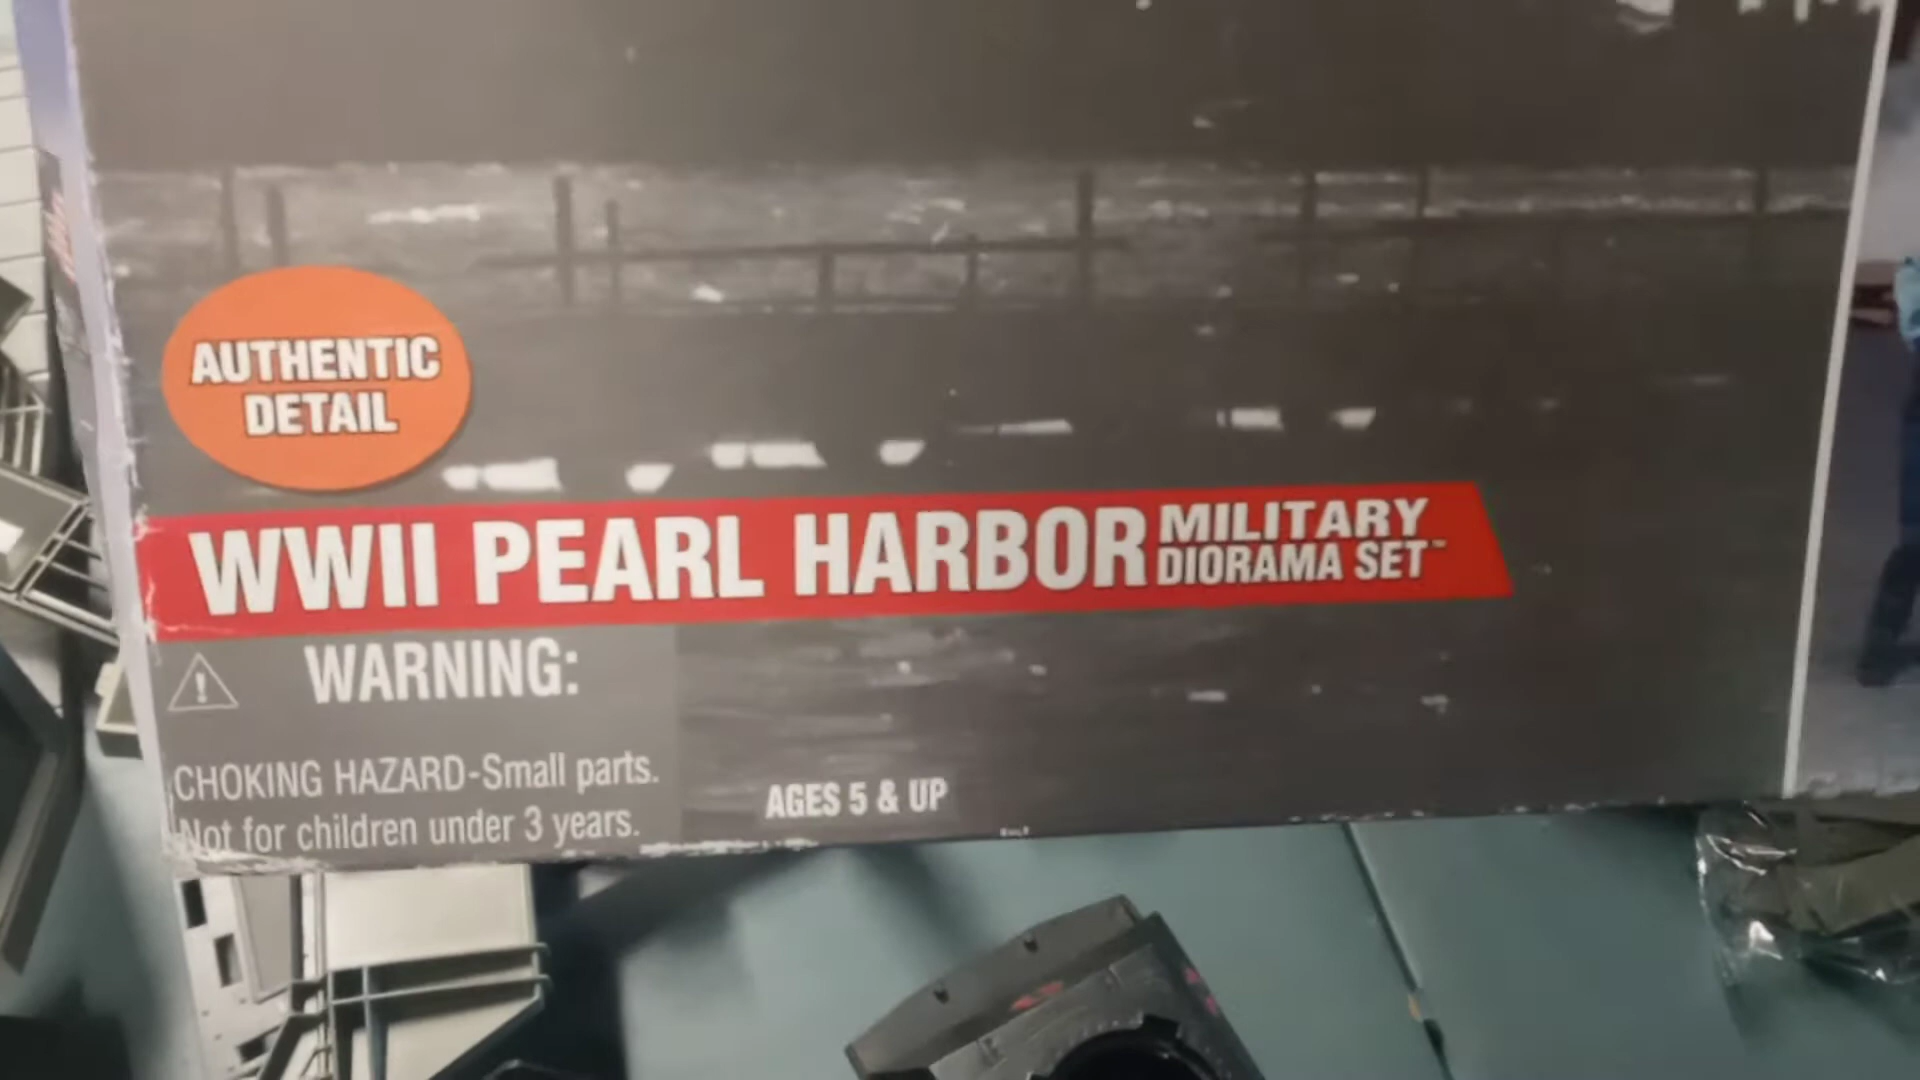 AUTHENTIC
DETAIL
WWII PEARL HARBOR MILITARY
DIORAMA SET™
WARNING:
CHOKING HAZARD-Small parts.
Not for children under 3 years.
AGES 5 & UP